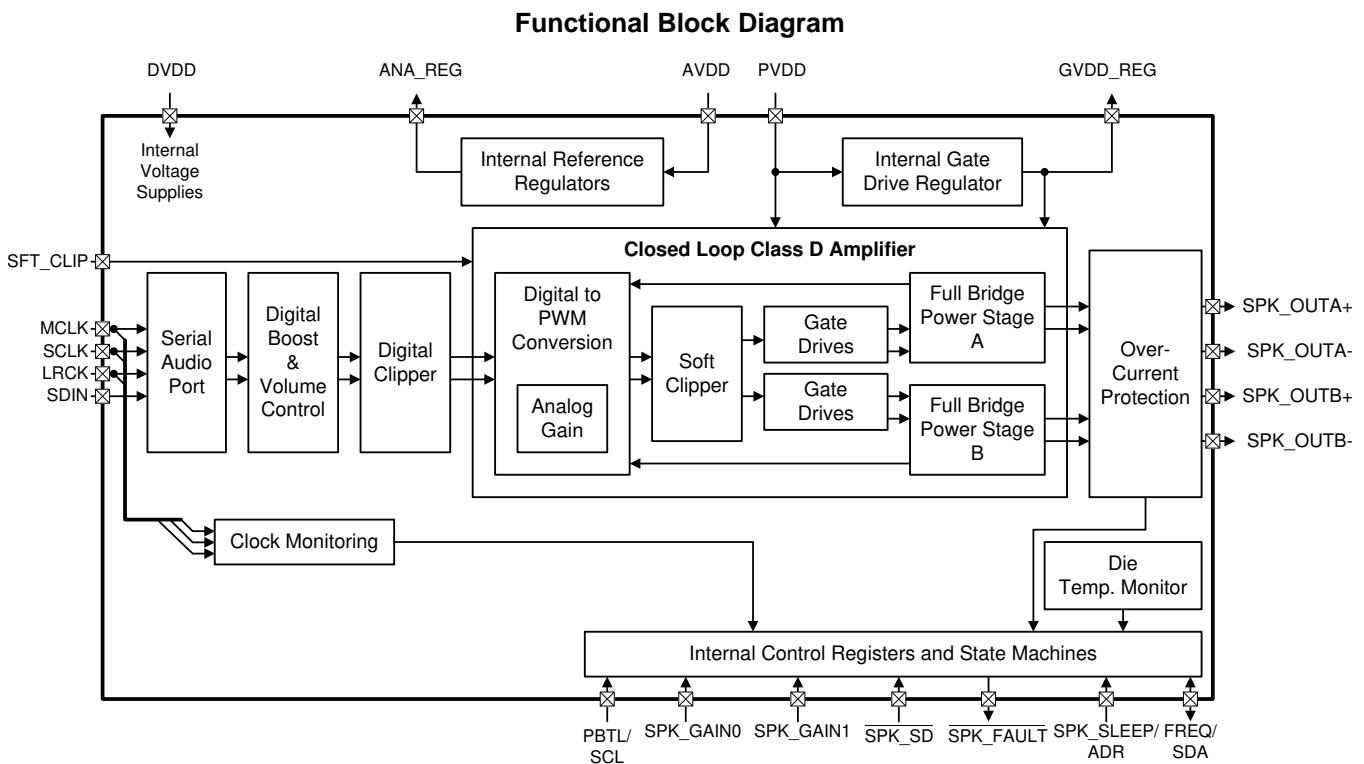 Functional Block Diagram
DVDD
ANA_REG
AVDD
PVDD
GVDD_REG
Internal
Voltage
Supplies
Internal Reference
Regulators
Internal Gate
Drive Regulator
SFT_CLIP
MCLK
SCLK
LRCK
SDIN
Serial
Audio
Port
Digital
Boost
&
Volume
Control
Digital
Clipper
Closed Loop Class D Amplifier
Digital to
PWM
Conversion
Analog
Gain
Soft
Clipper
Gate
Drives
Gate
Drives
Full Bridge
Power Stage
A
Full Bridge
Power Stage
B
Over-
Current
Protection
SPK_OUTA+
SPK_OUTA-
SPK_OUTB+
SPK_OUTB-
Clock Monitoring
Die
Temp. Monitor
Internal Control Registers and State Machines
PBTL/
SCL
SPK_GAIN0
SPK_GAIN1
SPK_SD
SPK_FAULT
SPK_SLEEP/
ADR
FREQ/
SDA